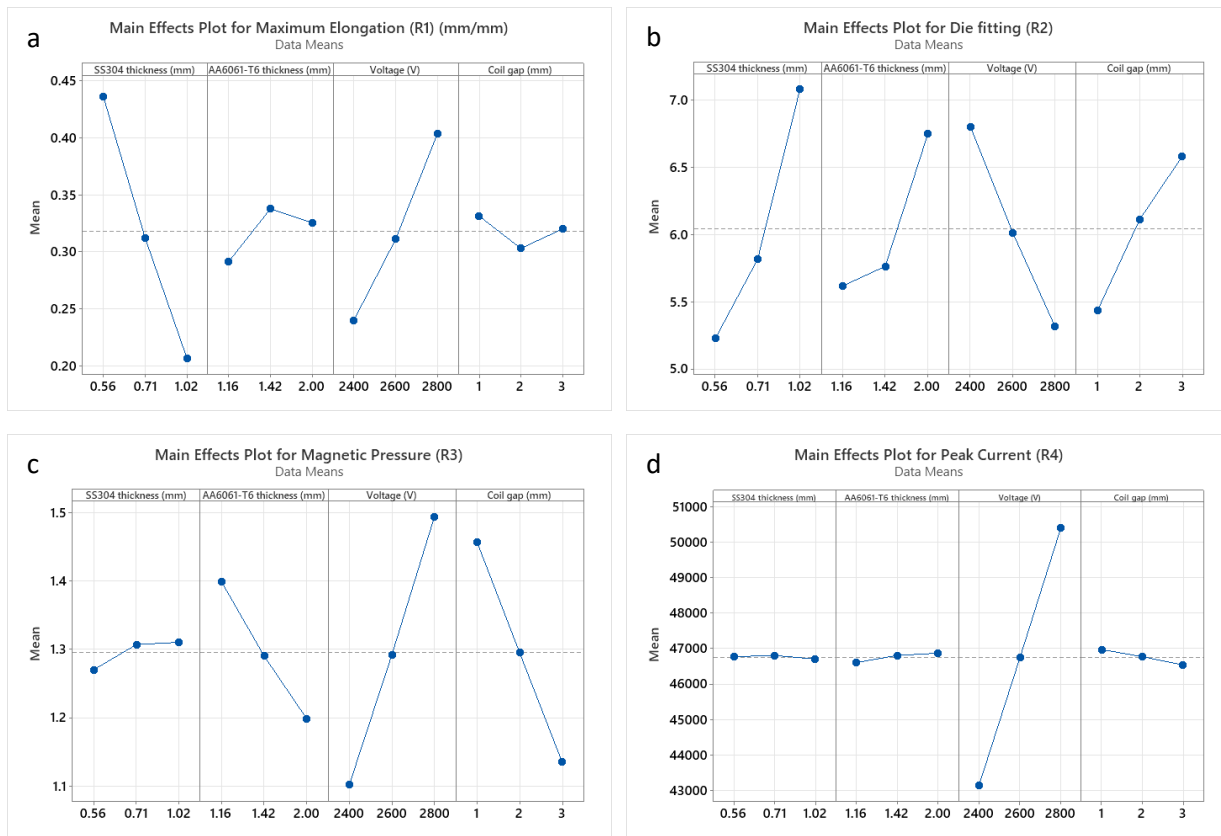 a
Main Effects Plot for Maximum Elongation (R1) (mm/mm)
Data Means
SS304 thickness (mm) AA6061-T6 thickness (mm) Voltage (V) Coil gap (mm)
0.45
0.40
0.35
0.30
0.25
0.20
Mean
0.56 0.71 1.02 1.16 1.42 2.00 2400 2600 2800 1 2 3
b
Main Effects Plot for Die fitting (R2)
Data Means
SS304 thickness (mm) AA6061-T6 thickness (mm) Voltage (V) Coil gap (mm)
7.0
6.5
6.0
5.5
5.0
Mean
0.56 0.71 1.02 1.16 1.42 2.00 2400 2600 2800 1 2 3
c
Main Effects Plot for Magnetic Pressure (R3)
Data Means
SS304 thickness (mm) AA6061-T6 thickness (mm) Voltage (V) Coil gap (mm)
1.5
1.4
1.3
1.2
1.1
Mean
0.56 0.71 1.02 1.16 1.42 2.00 2400 2600 2800 1 2 3
d
Main Effects Plot for Peak Current (R4)
Data Means
SS304 thickness (mm) AA6061-T6 thickness (mm) Voltage (V) Coil gap (mm)
51000
50000
49000
48000
47000
46000
45000
44000
43000
Mean
0.56 0.71 1.02 1.16 1.42 2.00 2400 2600 2800 1 2 3